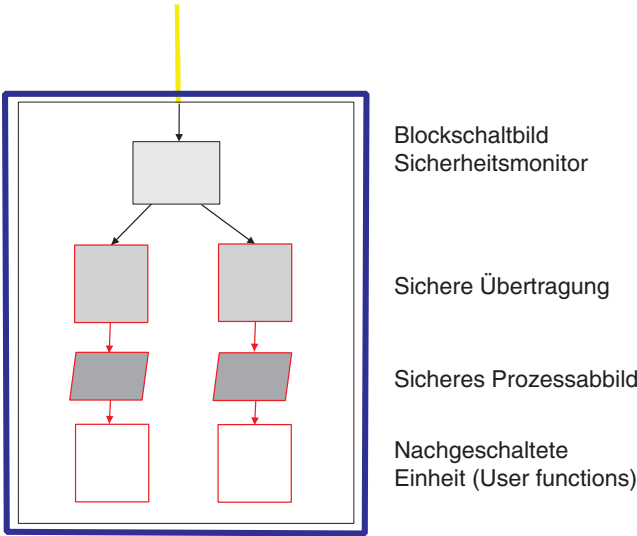 Blockschaltbild
Sicherheitsmonitor
Sichere Übertragung
Sicheres Prozessabbild
Nachgeschaltete
Einheit (User functions)